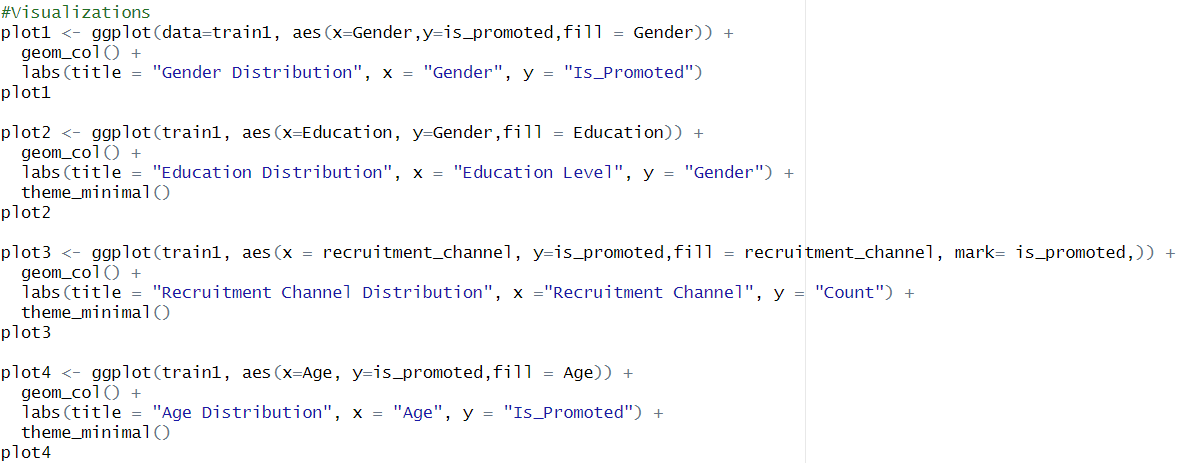 #Visualizations
plot1 <- ggplot(data=train1, aes(x=Gender,y=is_promoted,fill = Gender)) +
  geom_col() +
  labs(title = "Gender Distribution", x = "Gender", y = "Is_Promoted")
plot1

plot2 <- ggplot(train1, aes(x=Education, y=Gender,fill = Education)) +
  geom_col() +
  labs(title = "Education Distribution", x = "Education Level", y = "Gender") +
  theme_minimal()
plot2

plot3 <- ggplot(train1, aes(x = recruitment_channel, y=is_promoted,fill = recruitment_channel, mark= is_promoted,)) +
  geom_col() +
  labs(title = "Recruitment Channel Distribution", x ="Recruitment Channel", y = "Count") +
  theme_minimal()
plot3

plot4 <- ggplot(train1, aes(x=Age, y=is_promoted,fill = Age)) +
  geom_col() +
  labs(title = "Age Distribution", x = "Age", y = "Is_Promoted") +
  theme_minimal()
plot4